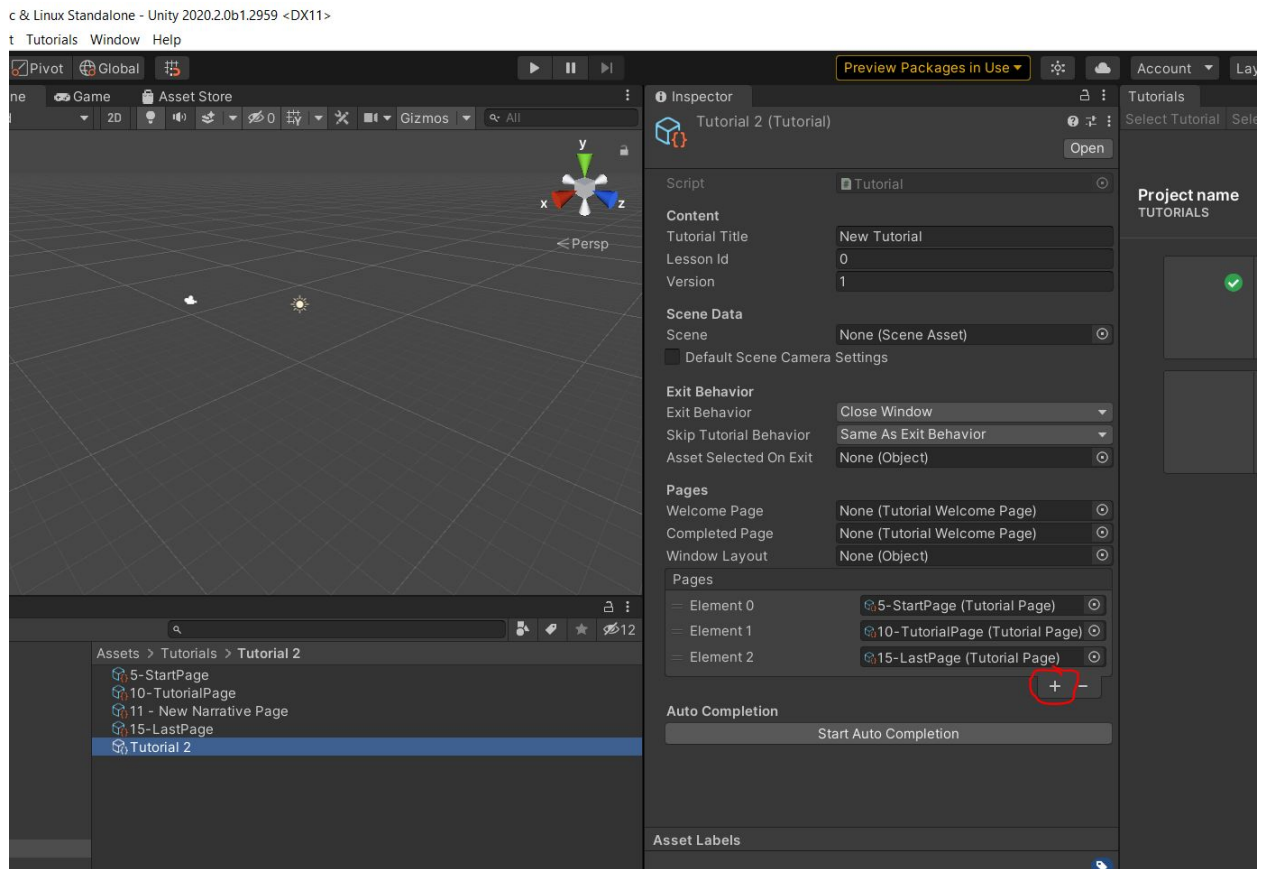 c & Linux Standalone - Unity 2020.2.0b1.2959 <DX11>
t Tutorials Window Help
Pivot Global Preview Packages in Use Account Lay
ne Game Asset Store
2D 0 Gizmos All
y
x z
Persp
Inspector
Tutorial 2 (Tutorial)
Open
Script Tutorial
Content
Tutorial Title New Tutorial
Lesson Id 0
Version 1
Scene Data
Scene None (Scene Asset)
Default Scene Camera Settings
Exit Behavior
Exit Behavior Close Window
Skip Tutorial Behavior Same As Exit Behavior
Asset Selected On Exit None (Object)
Pages
Welcome Page None (Tutorial Welcome Page)
Completed Page None (Tutorial Welcome Page)
Window Layout None (Object)
Pages
Element 0 5-StartPage (Tutorial Page)
Element 1 10-TutorialPage (Tutorial Page)
Element 2 15-LastPage (Tutorial Page)
+ −
Auto Completion
Start Auto Completion
Asset Labels
Tutorials
Select Tutorial Sele
Project name
TUTORIALS
12
Assets > Tutorials > Tutorial 2
5-StartPage
10-TutorialPage
11 - New Narrative Page
15-LastPage
Tutorial 2